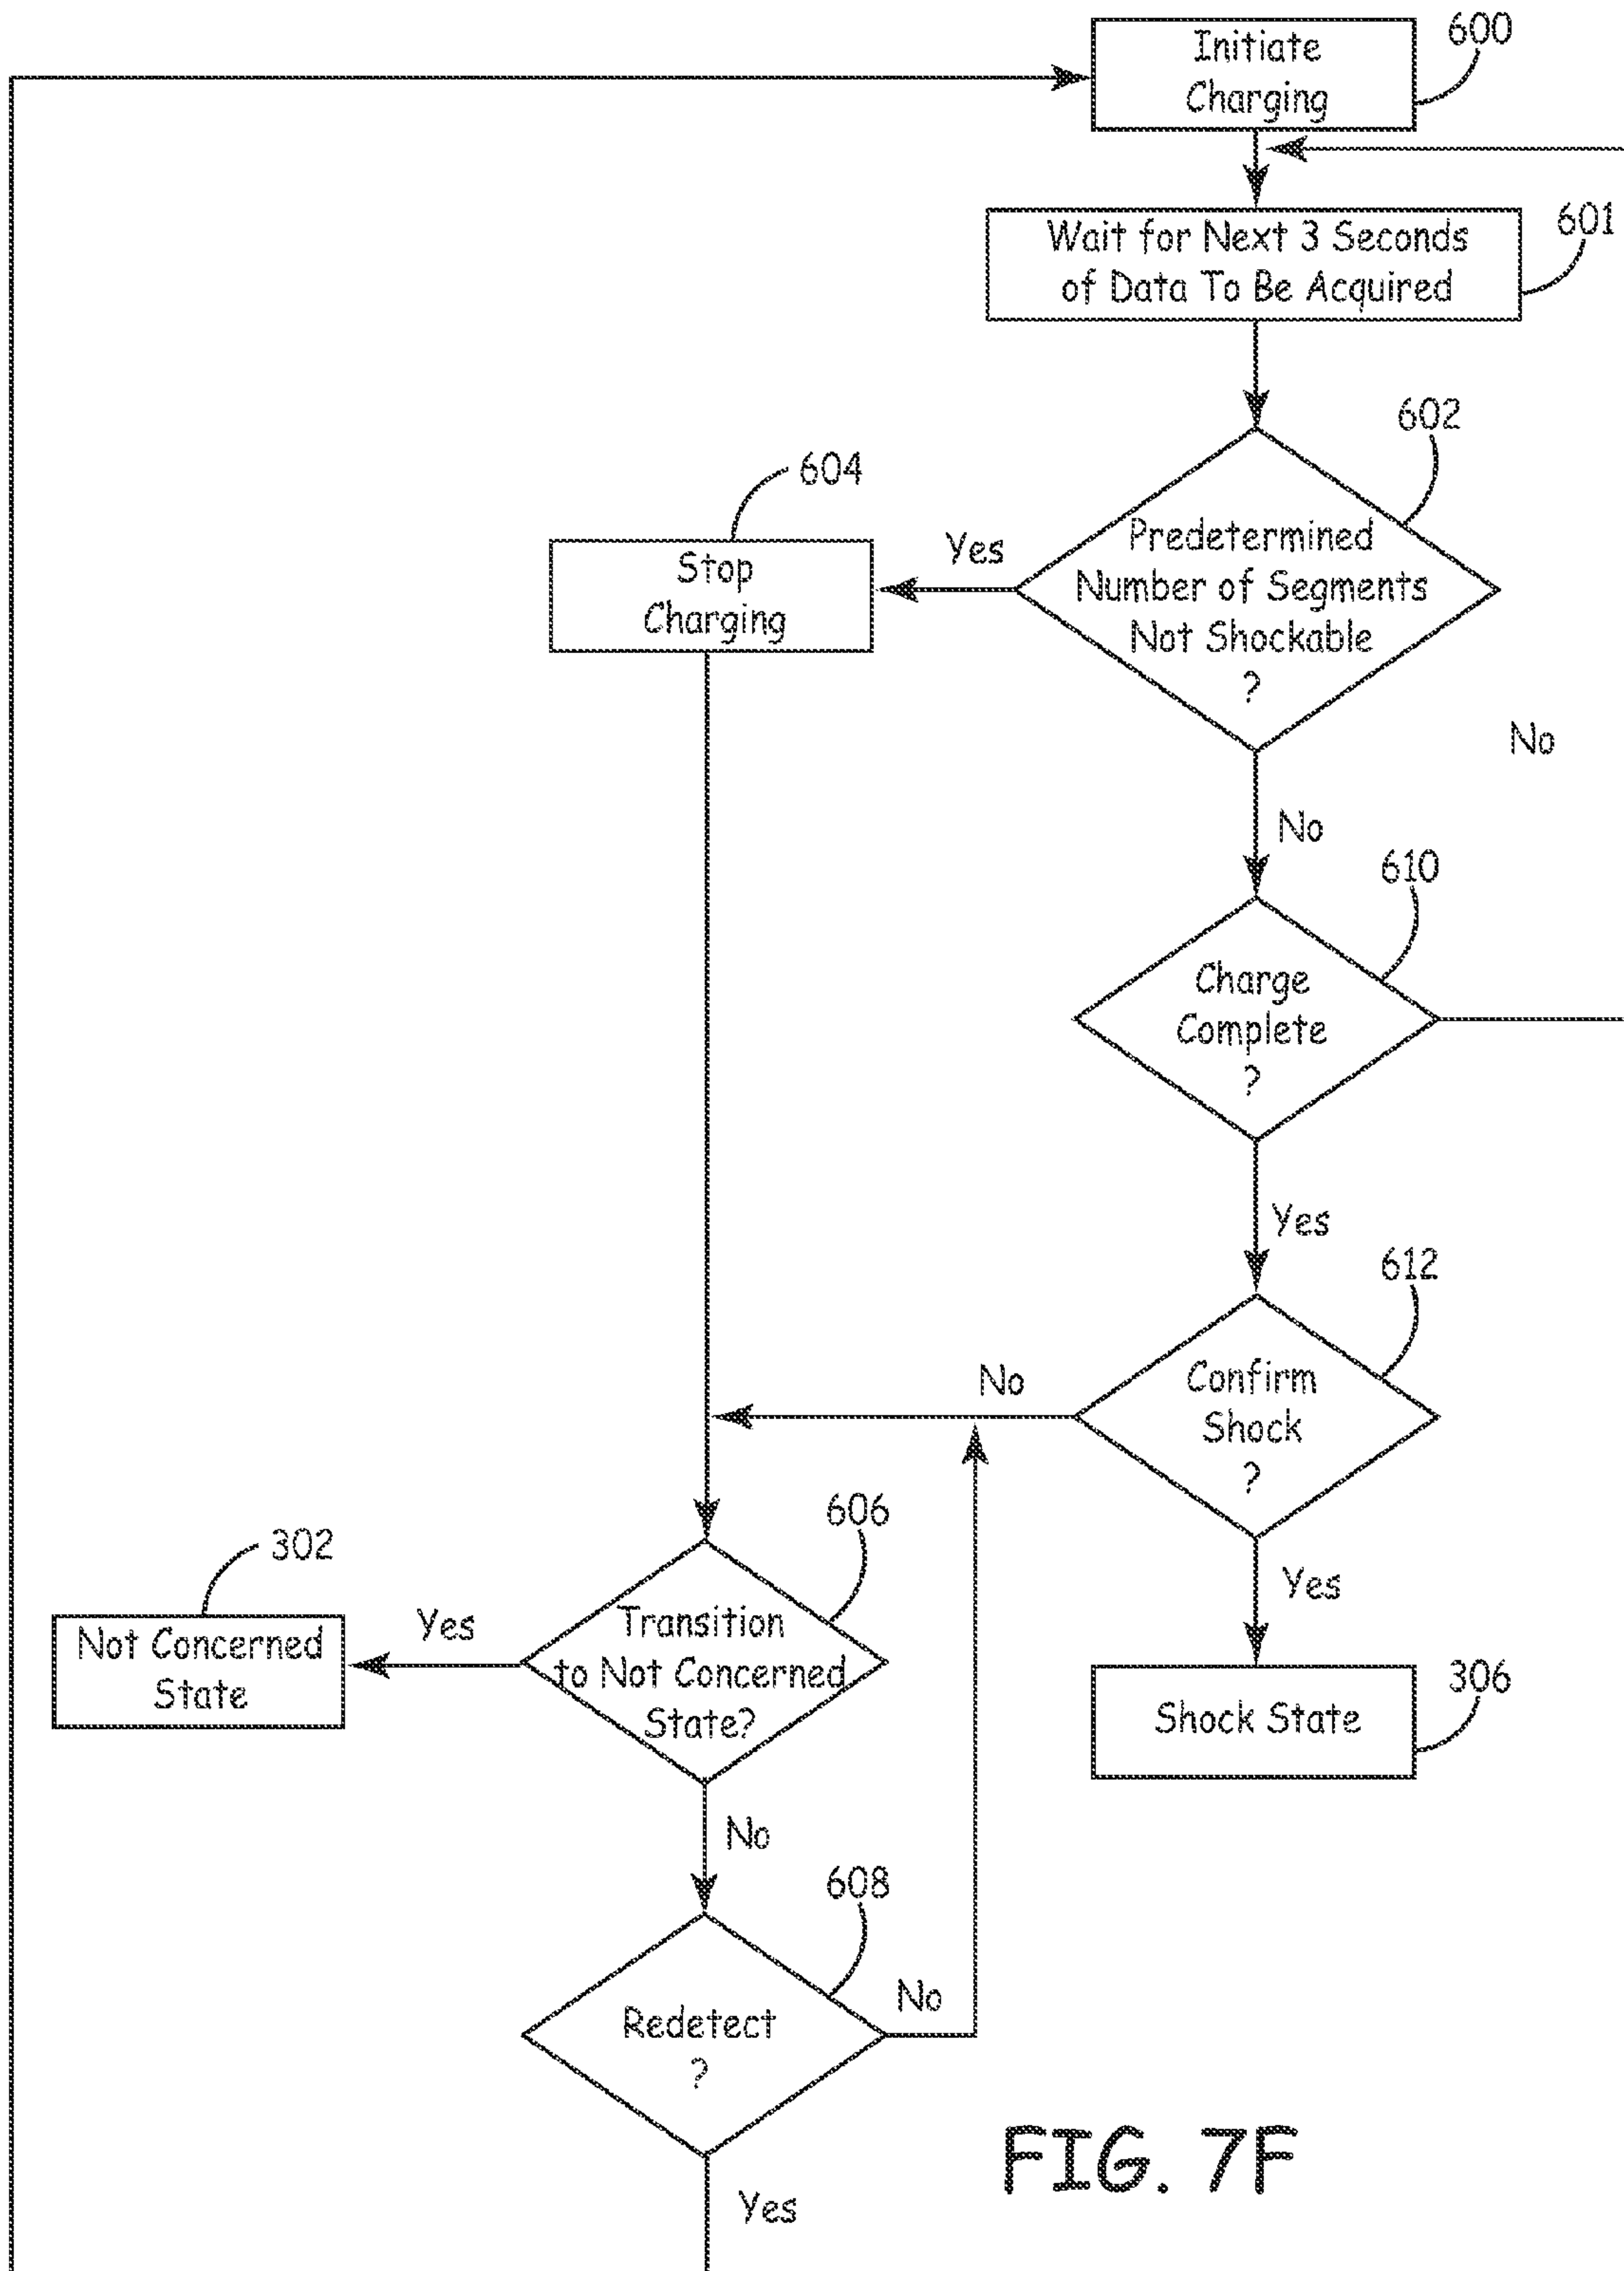 Initiate
Charging
600
Wait for Next 3 Seconds
of Data To Be Acquired
601
602
604
Predetermined
Number of Segments
Not Shockable
?
Yes
Stop
Charging
No
No
610
Charge
Complete
?
Yes
612
Confirm
Shock
?
No
606
302
Yes
Transition
to Not Concerned
State?
Yes
Not Concerned
State
306
Shock State
No
608
Redetect
?
No
FIG. 7F
Yes